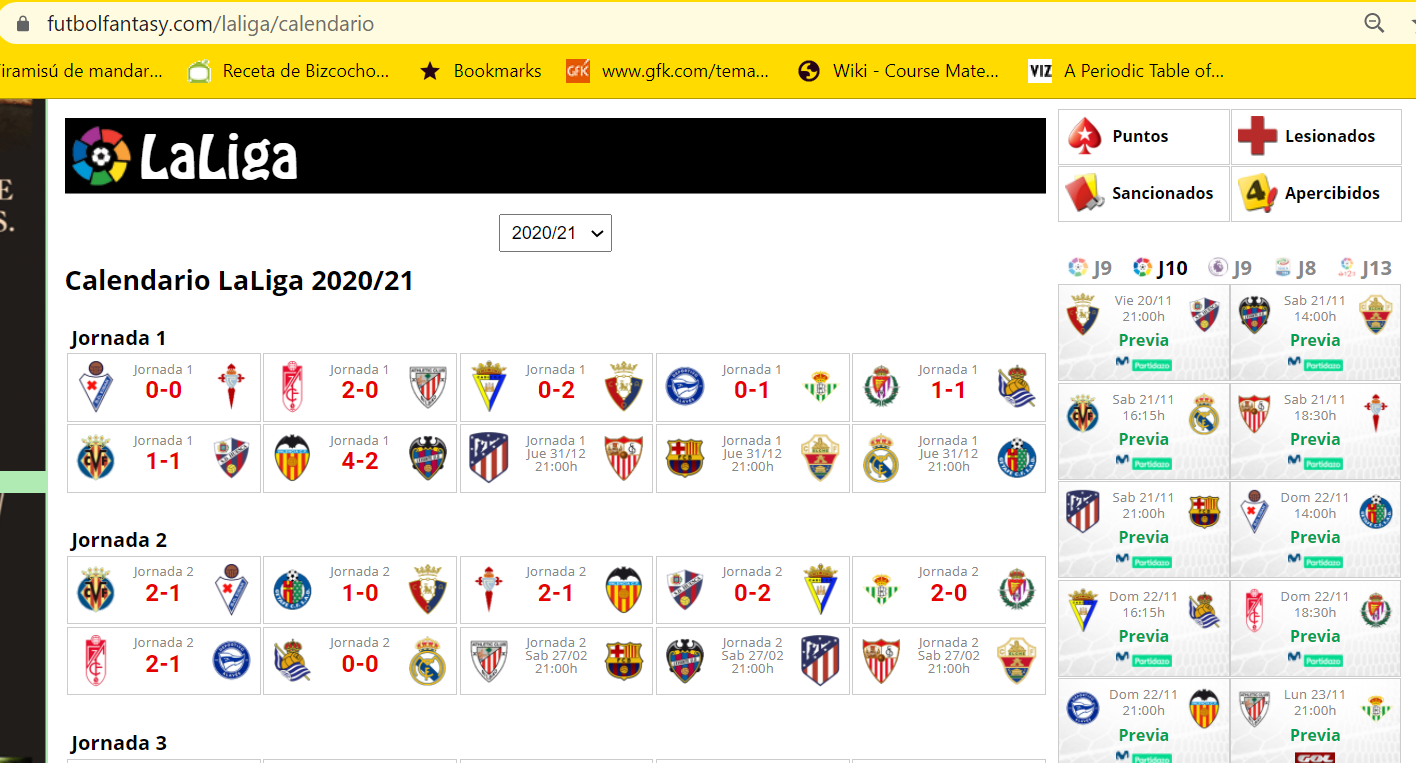 futbolfantasy.com/laliga/calendario
iramisú de mandar... Receta de Bizcocho... Bookmarks GFK www.gfk.com/tema... Wiki - Course Mate... VIZ A Periodic Table of...
E
S.
LaLiga
2020/21
Calendario LaLiga 2020/21
Jornada 1
Jornada 1 Jornada 1 Jornada 1 Jornada 1 Jornada 1
0-0 2-0 0-2 0-1 1-1
Jornada 1 Jornada 1 Jornada 1 Jornada 1 Jornada 1
1-1 4-2 Jue 31/12 Jue 31/12 Jue 31/12
21:00h 21:00h 21:00h
Jornada 2
Jornada 2 Jornada 2 Jornada 2 Jornada 2 Jornada 2
2-1 1-0 2-1 0-2 2-0
Jornada 2 Jornada 2 Jornada 2 Jornada 2 Jornada 2
2-1 0-0 Sab 27/02 Sab 27/02 Sab 27/02
21:00h 21:00h 21:00h
Jornada 3
Puntos Lesionados
Sancionados 4 Apercibidos
J9 J10 J9 J8 J13
Vie 20/11 Sab 21/11
21:00h 14:00h
Previa Previa
Partidazo Partidazo
Sab 21/11 Sab 21/11
16:15h 18:30h
Previa Previa
Partidazo Partidazo
Sab 21/11 Dom 22/11
21:00h 14:00h
Previa Previa
Partidazo Partidazo
Dom 22/11 Dom 22/11
16:15h 18:30h
Previa Previa
Partidazo Partidazo
Dom 22/11 Lun 23/11
21:00h 21:00h
Previa Previa
Partidazo GOL